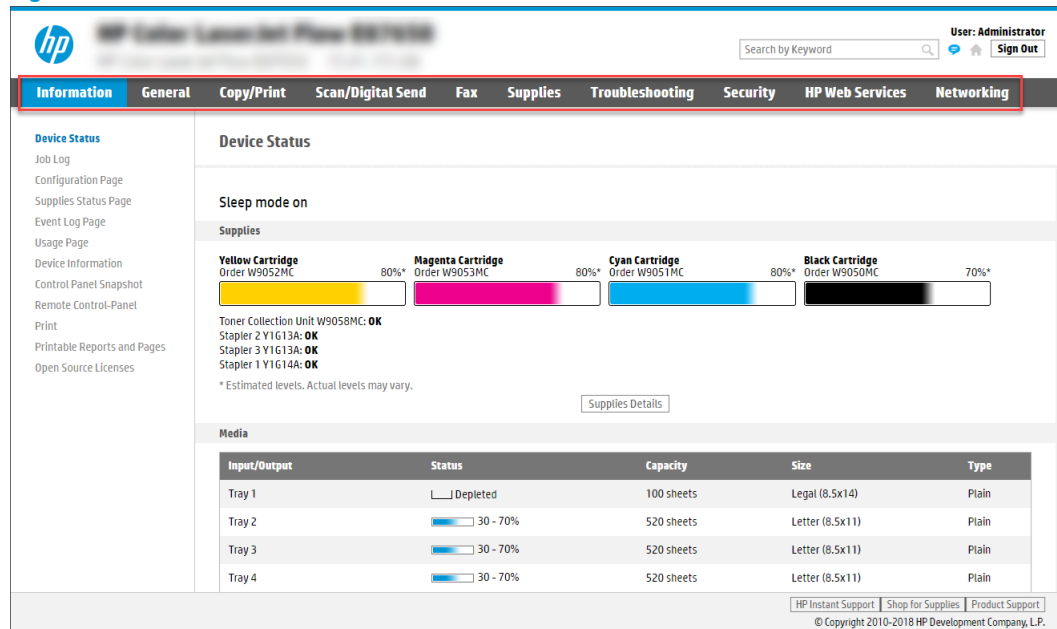 User: Administrator
hp
Search by Keyword
Sign Out
Information General Copy/Print Scan/Digital Send Fax Supplies Troubleshooting Security HP Web Services Networking
Device Status
Job Log
Configuration Page
Supplies Status Page
Event Log Page
Usage Page
Device Information
Control Panel Snapshot
Remote Control-Panel
Print
Printable Reports and Pages
Open Source Licenses
Device Status
Sleep mode on
Supplies
Yellow Cartridge
Order W9052MC 80%*
Magenta Cartridge
Order W9053MC 80%*
Cyan Cartridge
Order W9051MC 80%*
Black Cartridge
Order W9050MC 70%*
Toner Collection Unit W9058MC: OK
Stapler 2 Y1G13A: OK
Stapler 3 Y1G13A: OK
Stapler 1 Y1G14A: OK
* Estimated levels. Actual levels may vary.
Supplies Details
Media
Input/Output Status Capacity Size Type
Tray 1 Depleted 100 sheets Legal (8.5x14) Plain
Tray 2 30 - 70% 520 sheets Letter (8.5x11) Plain
Tray 3 30 - 70% 520 sheets Letter (8.5x11) Plain
Tray 4 30 - 70% 520 sheets Letter (8.5x11) Plain
HP Instant Support Shop for Supplies Product Support
© Copyright 2010-2018 HP Development Company, L.P.